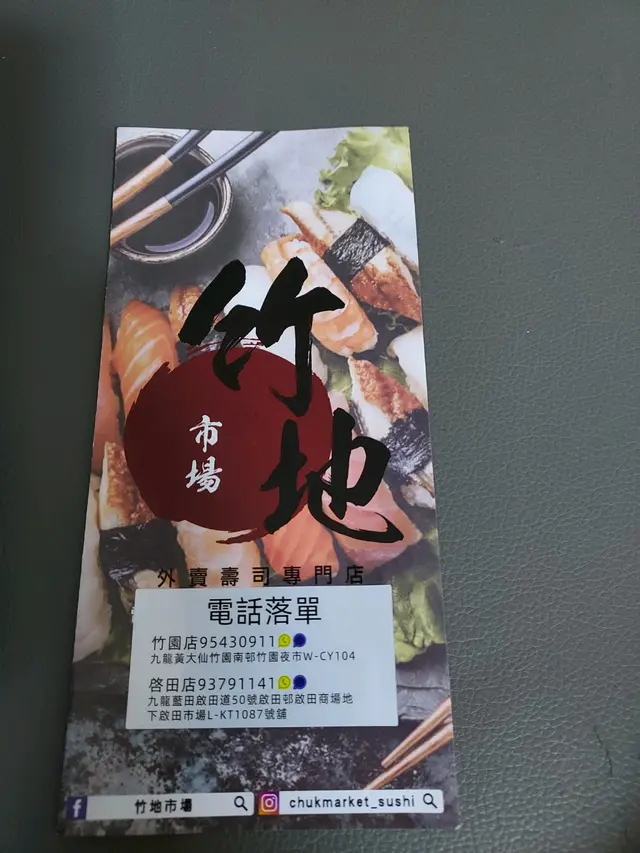 竹地
市場
外賣壽司專門店
電話落單
竹園店95430911
九龍黃大仙竹園南邨竹園夜市W-CY104
啓田店93791141
九龍藍田啟田道50號啟田邨啟田商場地
下啟田市場L-KT1087號舖
竹地市場
chukmarket_sushi